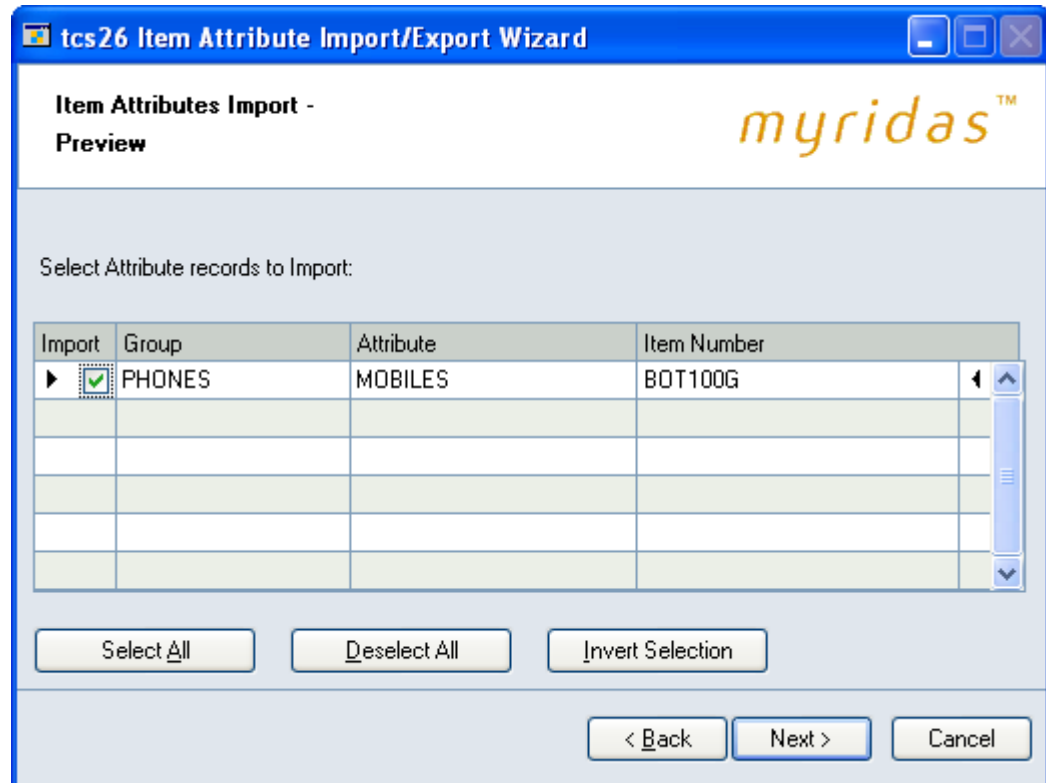 tcs26 Item Attribute Import/Export Wizard
Item Attributes Import -
Preview
myridas™
Select Attribute records to Import:
Import Group Attribute Item Number
PHONES MOBILES BOT100G
Select All Deselect All Invert Selection
< Back Next > Cancel